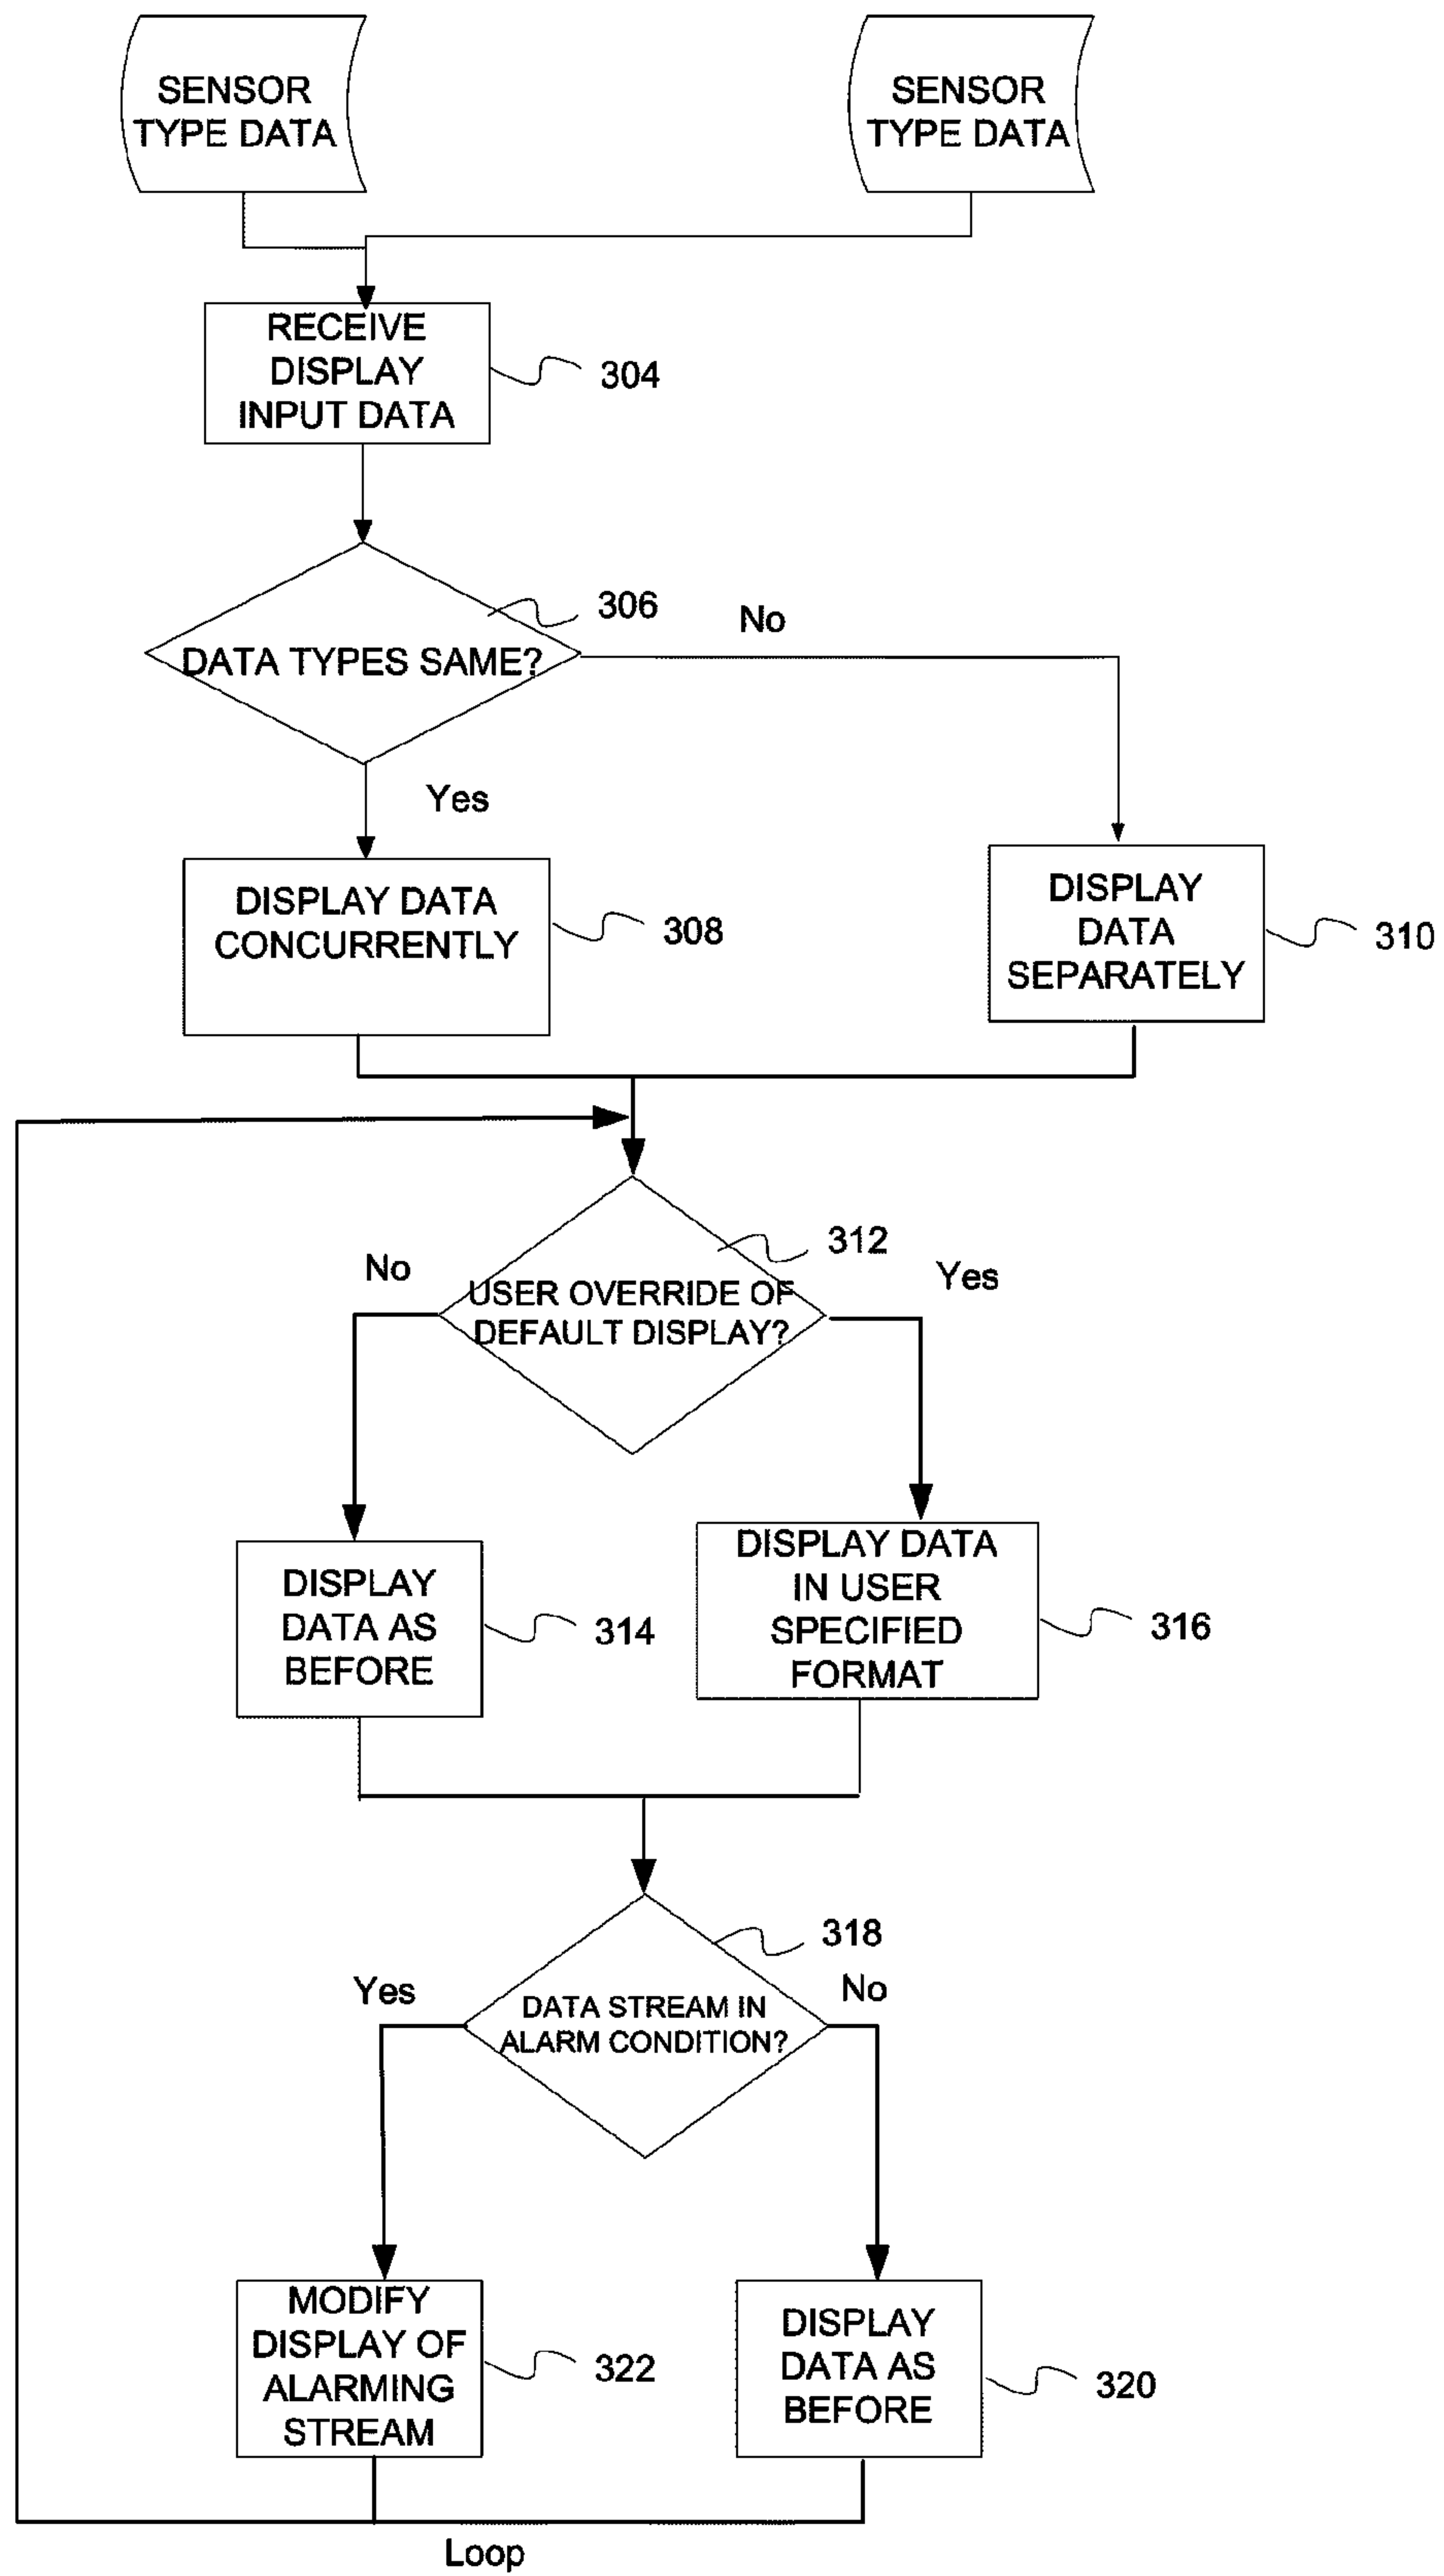 SENSOR
TYPE DATA
SENSOR
TYPE DATA
RECEIVE
DISPLAY
INPUT DATA
304
306
No
DATA TYPES SAME?
Yes
DISPLAY DATA
CONCURRENTLY
308
DISPLAY
DATA
SEPARATELY
310
312
No
Yes
USER OVERRIDE OF
DEFAULT DISPLAY?
DISPLAY
DATA AS
BEFORE
314
DISPLAY DATA
IN USER
SPECIFIED
FORMAT
316
318
Yes
No
DATA STREAM IN
ALARM CONDITION?
MODIFY
DISPLAY OF
ALARMING
STREAM
322
DISPLAY
DATA AS
BEFORE
320
Loop